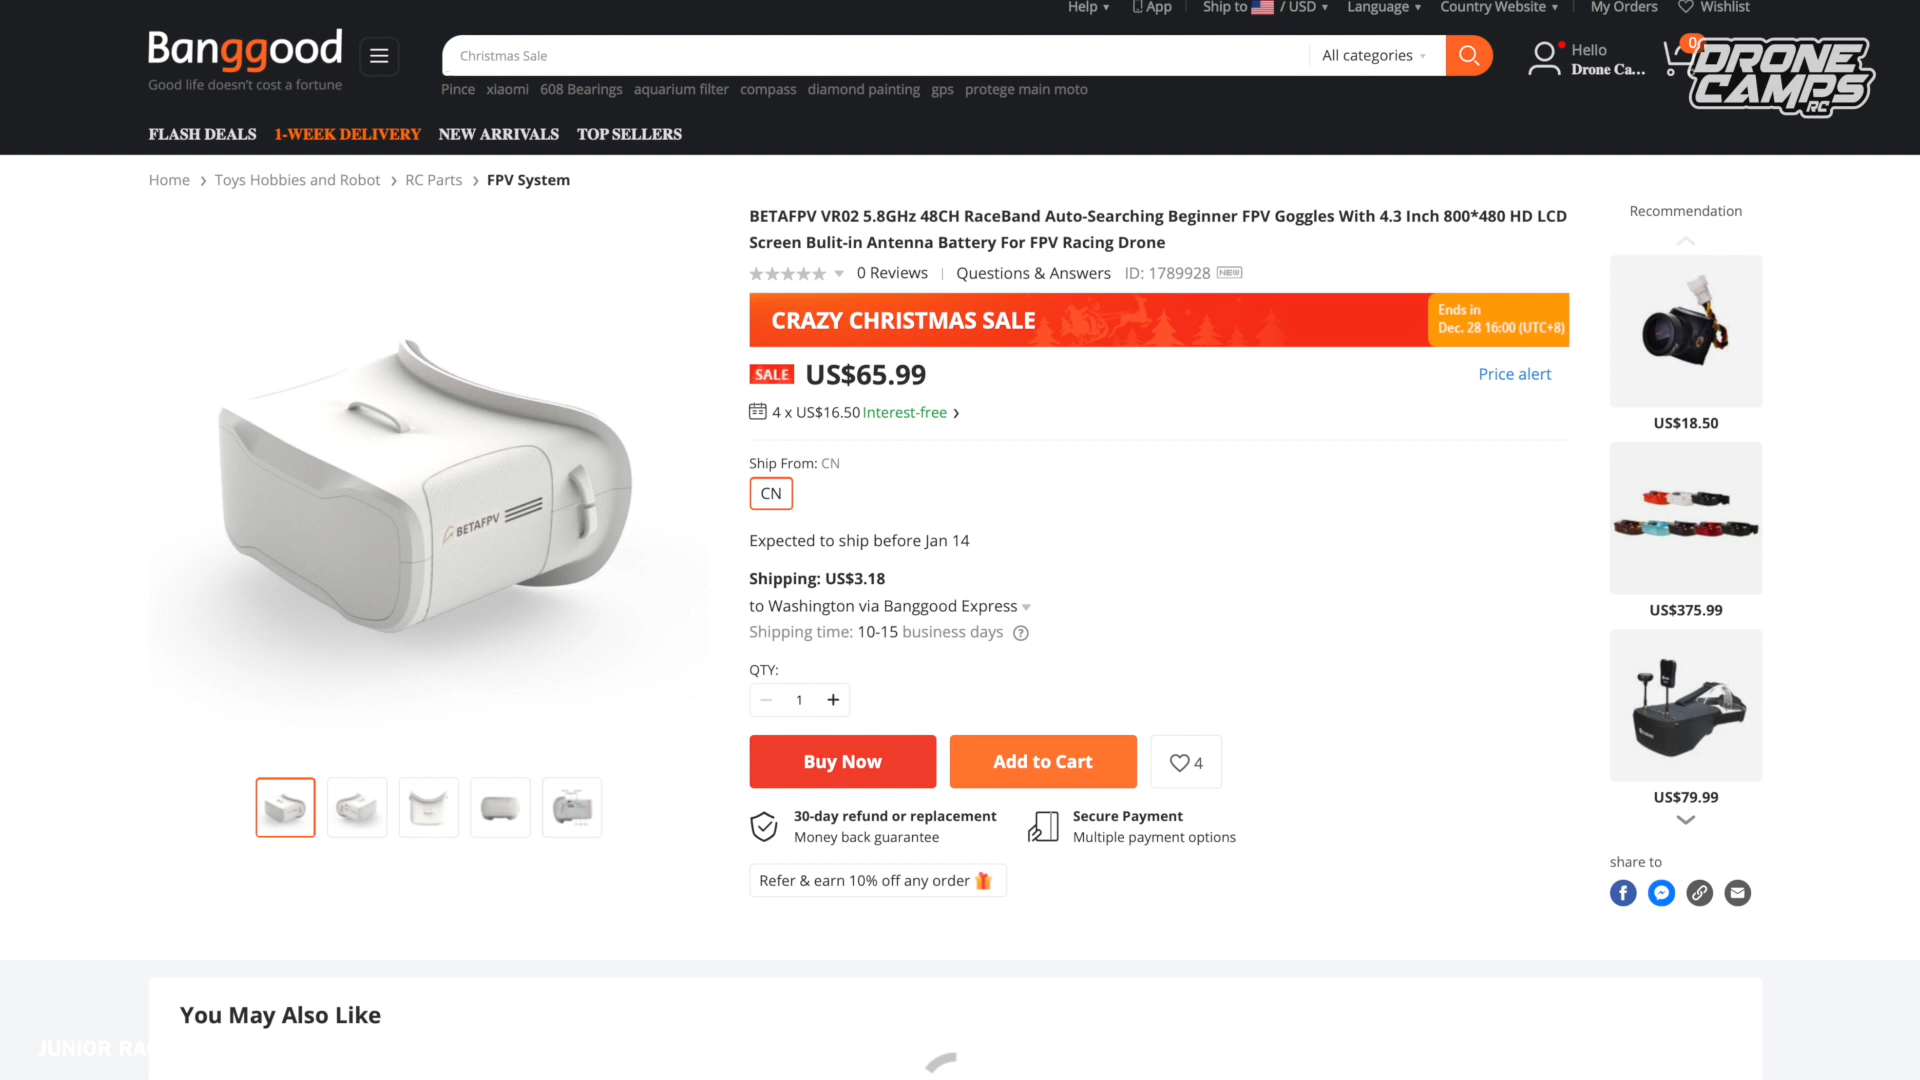 Help
App
Ship to / USD
Language
Country Website
My Orders
Wishlist
Banggood
Good life doesn't cost a fortune
Christmas Sale
All categories
Hello
Drone Ca...
0
DRONE
CAMPS
RC
Pince xiaomi 608 Bearings aquarium filter compass diamond painting gps protege main moto
FLASH DEALS 1-WEEK DELIVERY NEW ARRIVALS TOP SELLERS
Home > Toys Hobbies and Robot > RC Parts > FPV System
BETAFPV
BETAFPV VR02 5.8GHz 48CH RaceBand Auto-Searching Beginner FPV Goggles With 4.3 Inch 800*480 HD LCD
Screen Bulit-in Antenna Battery For FPV Racing Drone
0 Reviews | Questions & Answers ID: 1789928 NEW
CRAZY CHRISTMAS SALE
Ends in
Dec. 28 16:00 (UTC+8)
SALE US$65.99
Price alert
4 x US$16.50 Interest-free >
Ship From: CN
CN
Expected to ship before Jan 14
Shipping: US$3.18
to Washington via Banggood Express
Shipping time: 10-15 business days ?
QTY:
− 1 +
Buy Now
Add to Cart
4
30-day refund or replacement
Money back guarantee
Secure Payment
Multiple payment options
Refer & earn 10% off any order
Recommendation
US$18.50
US$375.99
US$79.99
share to
You May Also Like
JUNIOR RA